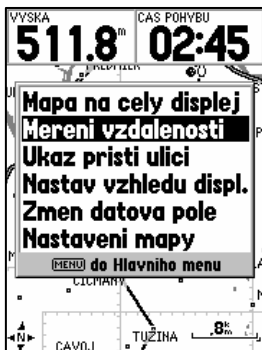 VYSKA CAS POHYBU
511.8m 02:45
Mapa na cely displej
Mereni vzdalenosti
Ukaz pristi ulici
Nastav vzhledu displ.
Zmen datova pole
Nastaveni mapy
MENU do Hlavniho menu
CICMANY
N TUŽINA .8km
CAVOJ